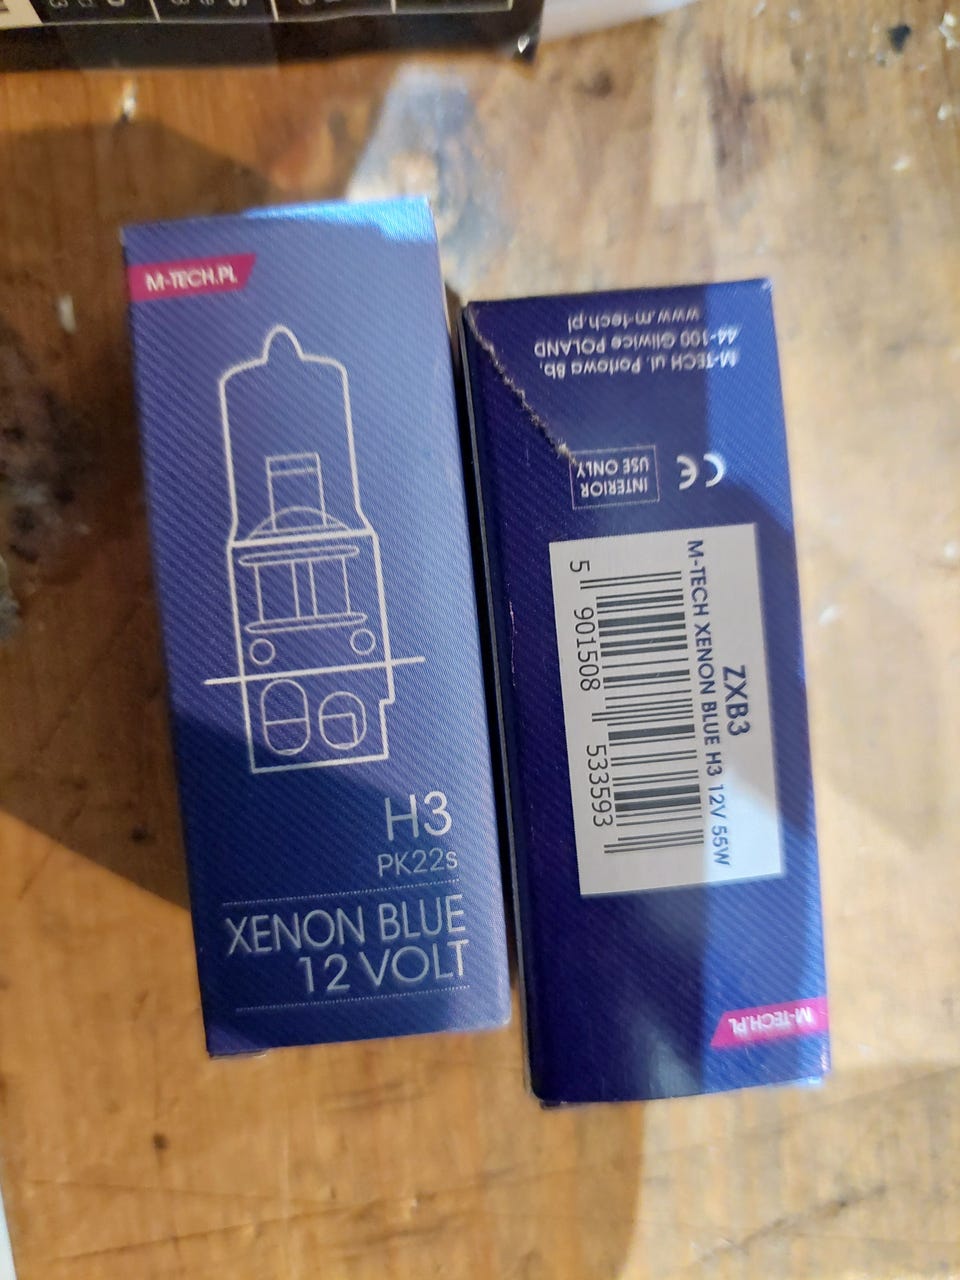 M-TECH.PL
H3
PK22s
XENON BLUE
12 VOLT
M-TECH ul. Portowa 8b,
44-100 Gliwice POLAND
www.m-tech.pl
INTERIOR
USE ONLY
CE
ZXB3
M-TECH XENON BLUE H3 12V 55W
5 901508 533593
M-TECH.PL